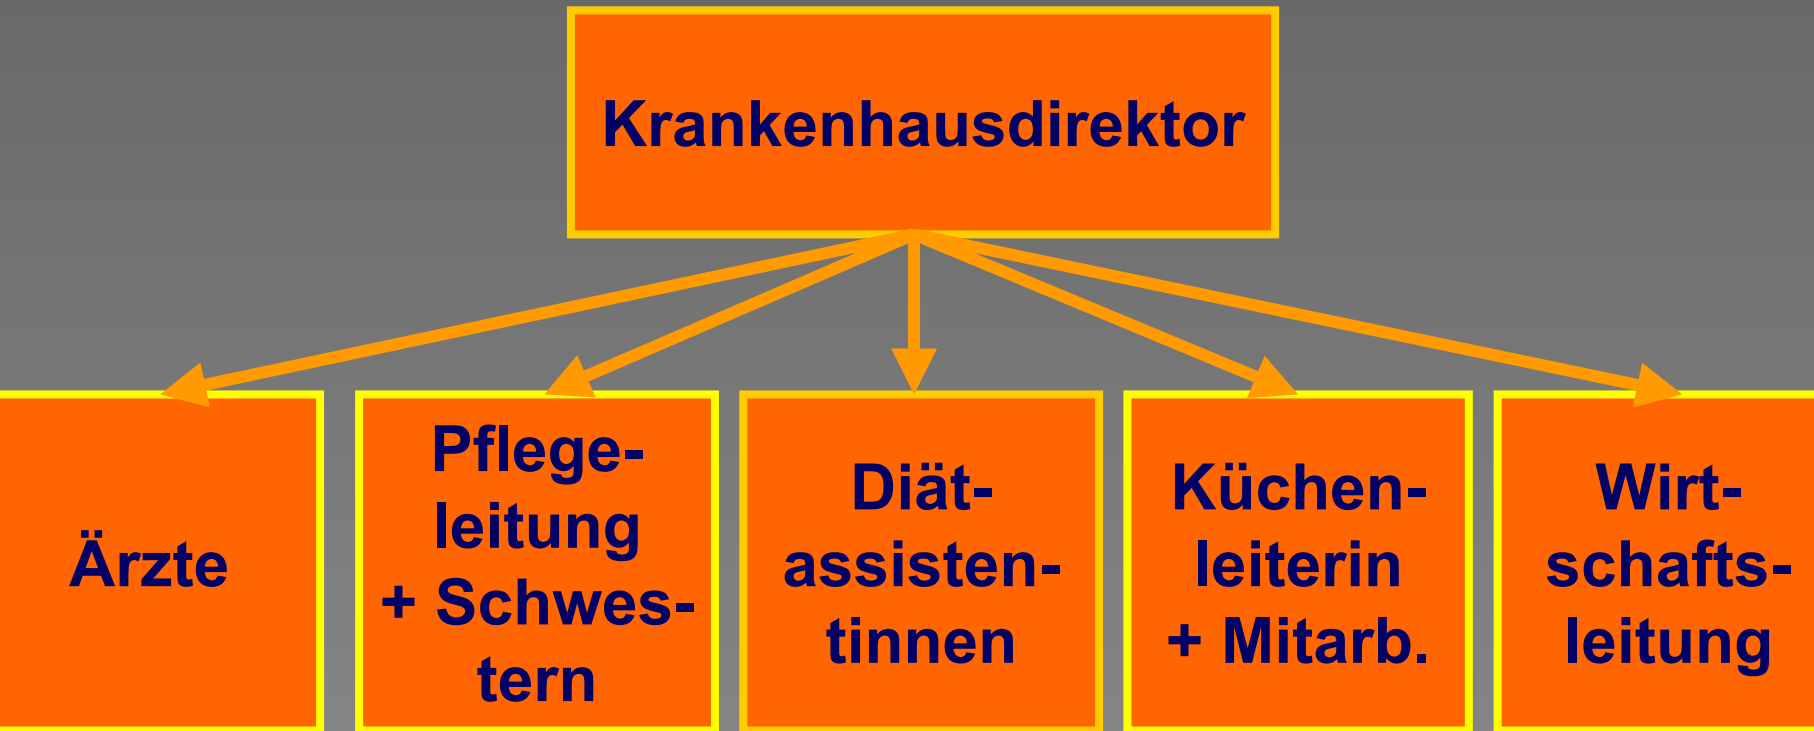 Krankenhausdirektor
Ärzte
Pflege-
leitung
+ Schwes-
tern
Diät-
assisten-
tinnen
Küchen-
leiterin
+ Mitarb.
Wirt-
schafts-
leitung